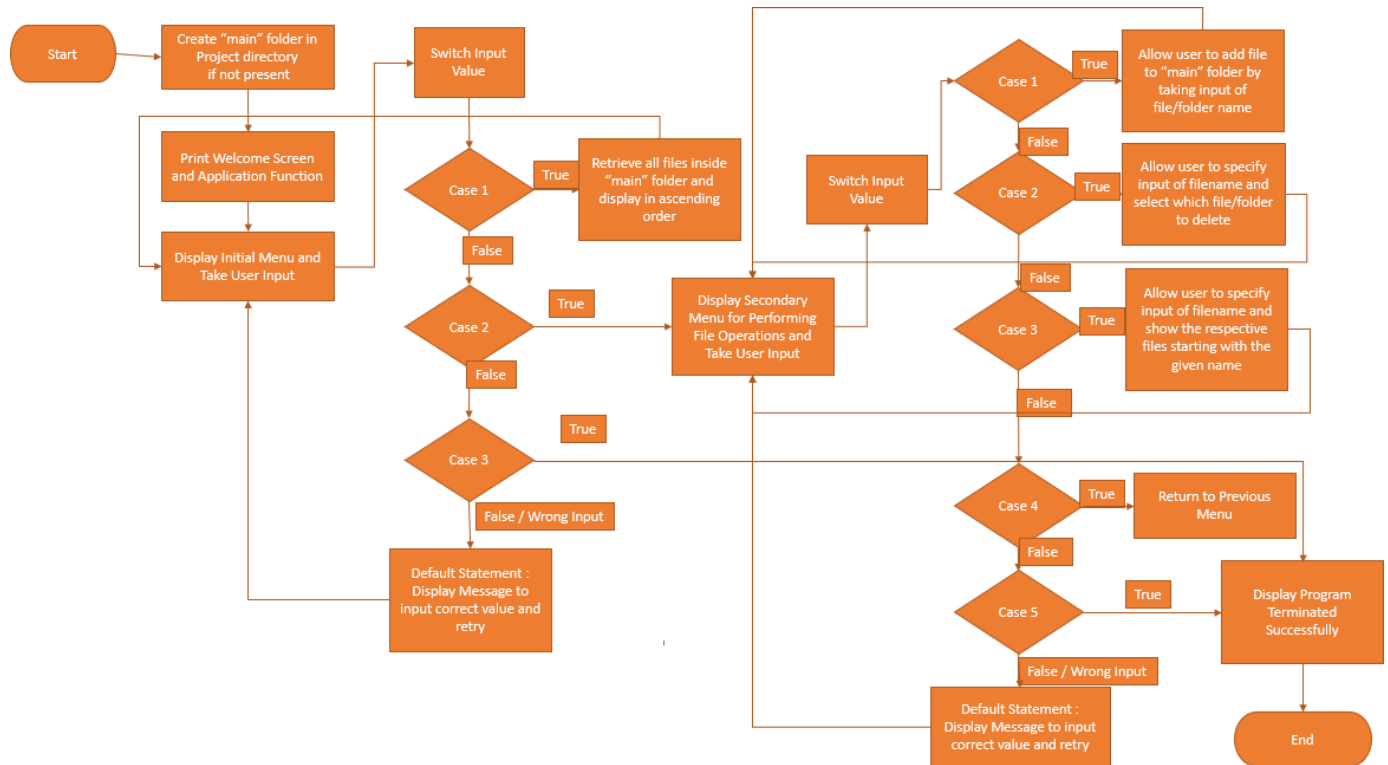 Start
Create “main” folder in
Project directory
if not present
Print Welcome Screen
and Application Function
Display Initial Menu and
Take User Input
Switch Input
Value
Case 1
True
Retrieve all files inside
“main” folder and
display in ascending
order
False
Case 2
True
False
Case 3
True
False / Wrong Input
Default Statement :
Display Message to
input correct value and
retry
Display Secondary
Menu for Performing
File Operations and
Take User Input
Switch Input
Value
Case 1
True
Allow user to add file
to “main” folder by
taking input of
file/folder name
False
Case 2
True
Allow user to specify
input of filename and
select which file/folder
to delete
False
Case 3
True
Allow user to specify
input of filename and
show the respective
files starting with the
given name
False
Case 4
True
Return to Previous
Menu
False
Case 5
True
Display Program
Terminated
Successfully
False / Wrong Input
Default Statement :
Display Message to input
correct value and retry
End